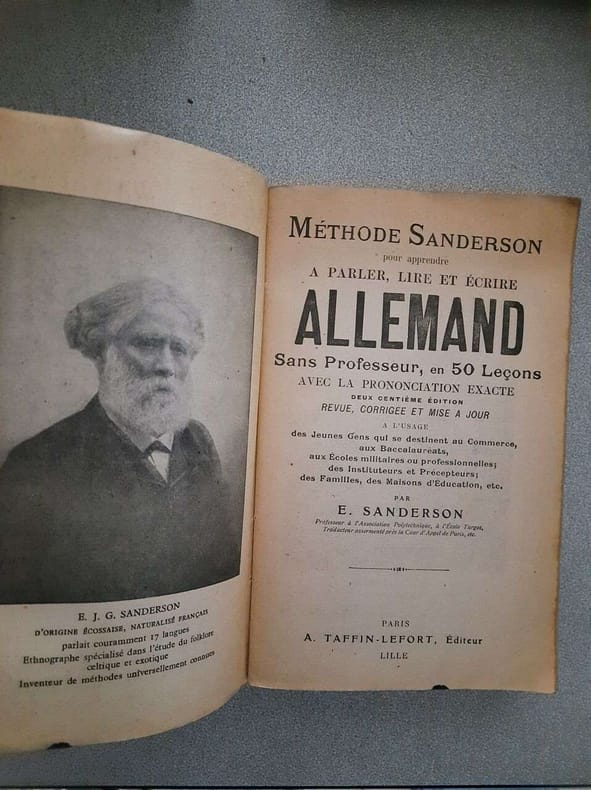 E. J. G. SANDERSON
D'ORIGINE ÉCOSSAISE, NATURALISÉ FRANÇAIS
parlait couramment 17 langues
Ethnographe spécialisé dans l'étude du folklore
celtique et exotique
Inventeur de méthodes universellement connues
MÉTHODE SANDERSON
pour apprendre
A PARLER, LIRE ET ÉCRIRE
ALLEMAND
Sans Professeur, en 50 Leçons
AVEC LA PRONONCIATION EXACTE
DEUX CENTIÈME ÉDITION
REVUE, CORRIGEE ET MISE A JOUR
A L'USAGE
des Jeunes Gens qui se destinent au Commerce,
aux Baccalauréats,
aux Écoles militaires ou professionnelles;
des Instituteurs et Précepteurs;
des Familles, des Maisons d'Éducation, etc.
PAR
E. SANDERSON
Professeur à l'Association Polytechnique, à l'École Turgot,
Traducteur assermenté près la Cour d'Appel de Paris, etc.
PARIS
A. TAFFIN-LEFORT, Éditeur
LILLE